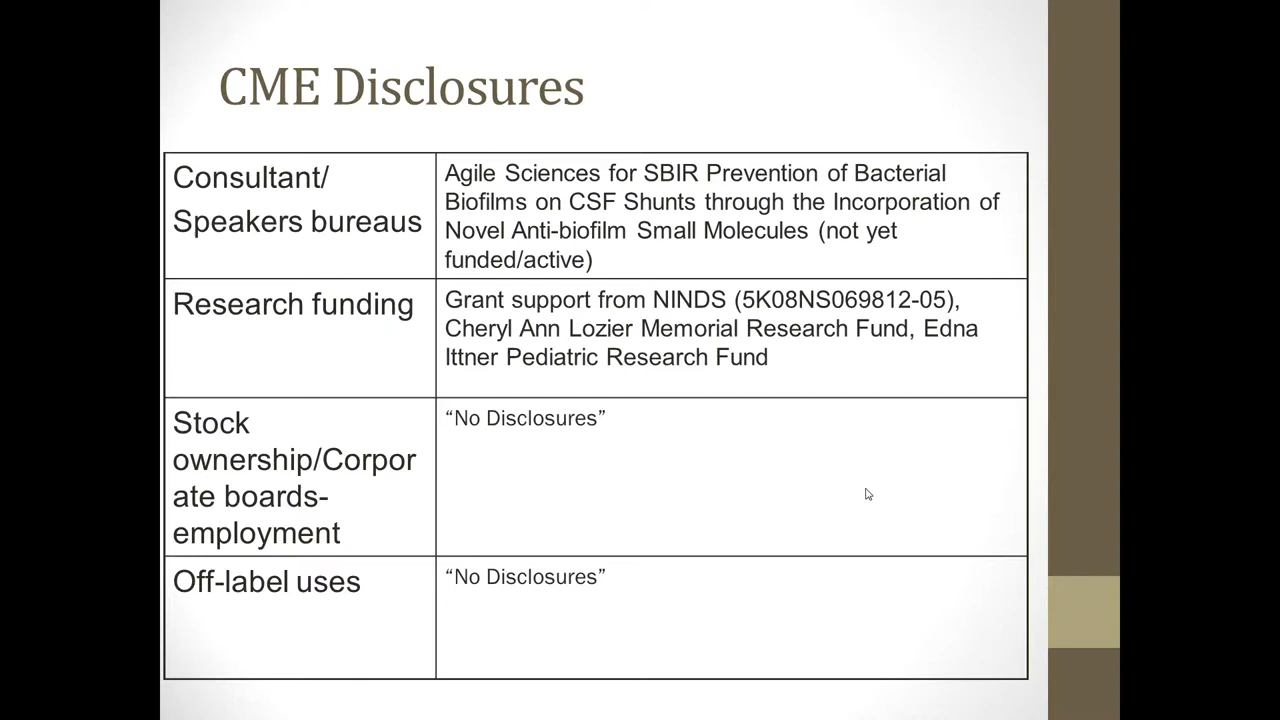 CME Disclosures
Consultant/
Speakers bureaus
Agile Sciences for SBIR Prevention of Bacterial
Biofilms on CSF Shunts through the Incorporation of
Novel Anti-biofilm Small Molecules (not yet
funded/active)
Research funding
Grant support from NINDS (5K08NS069812-05),
Cheryl Ann Lozier Memorial Research Fund, Edna
Ittner Pediatric Research Fund
Stock
ownership/Corpor
ate boards-
employment
“No Disclosures”
Off-label uses
“No Disclosures”